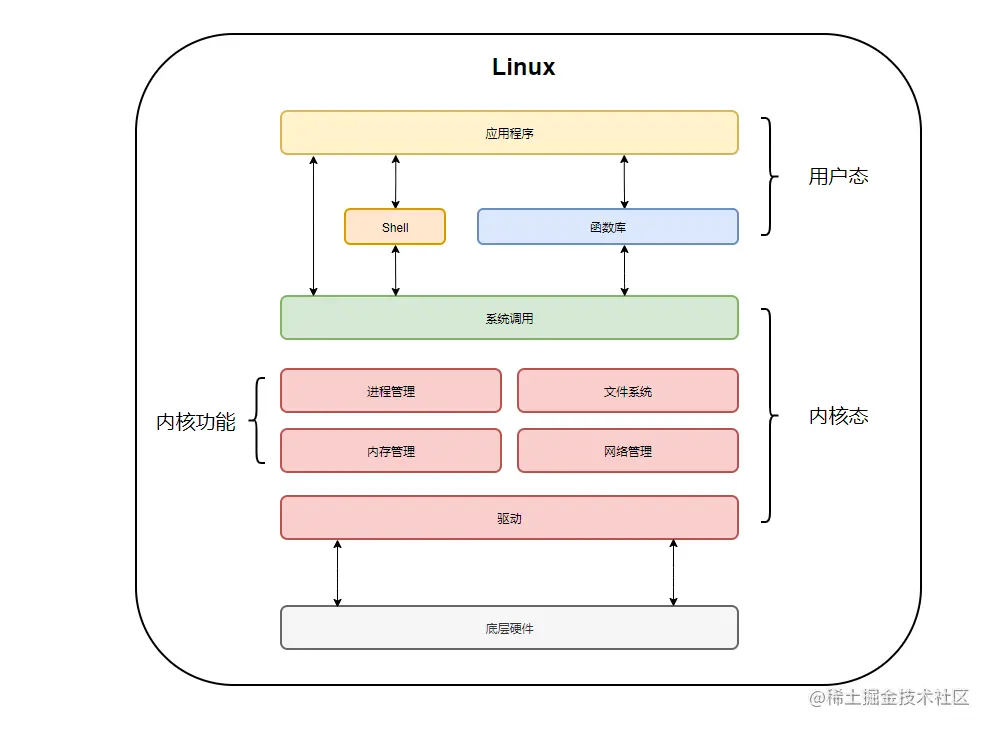 Linux
应用程序
用户态
Shell
函数库
系统调用
进程管理
文件系统
内核功能
内核态
内存管理
网络管理
驱动
底层硬件
@稀土掘金技术社区